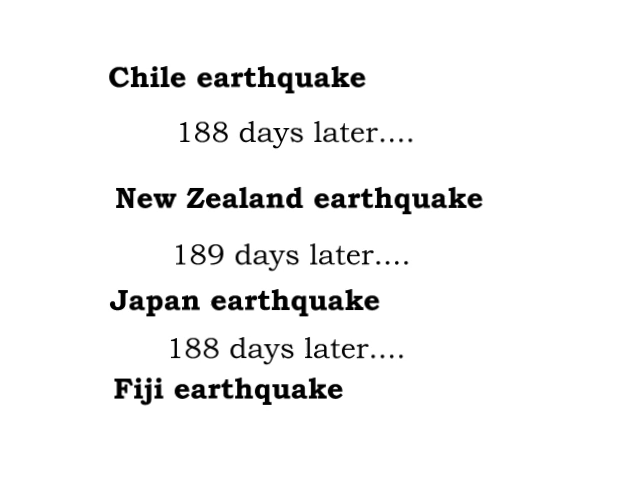 Chile earthquake
188 days later....
New Zealand earthquake
189 days later....
Japan earthquake
188 days later....
Fiji earthquake